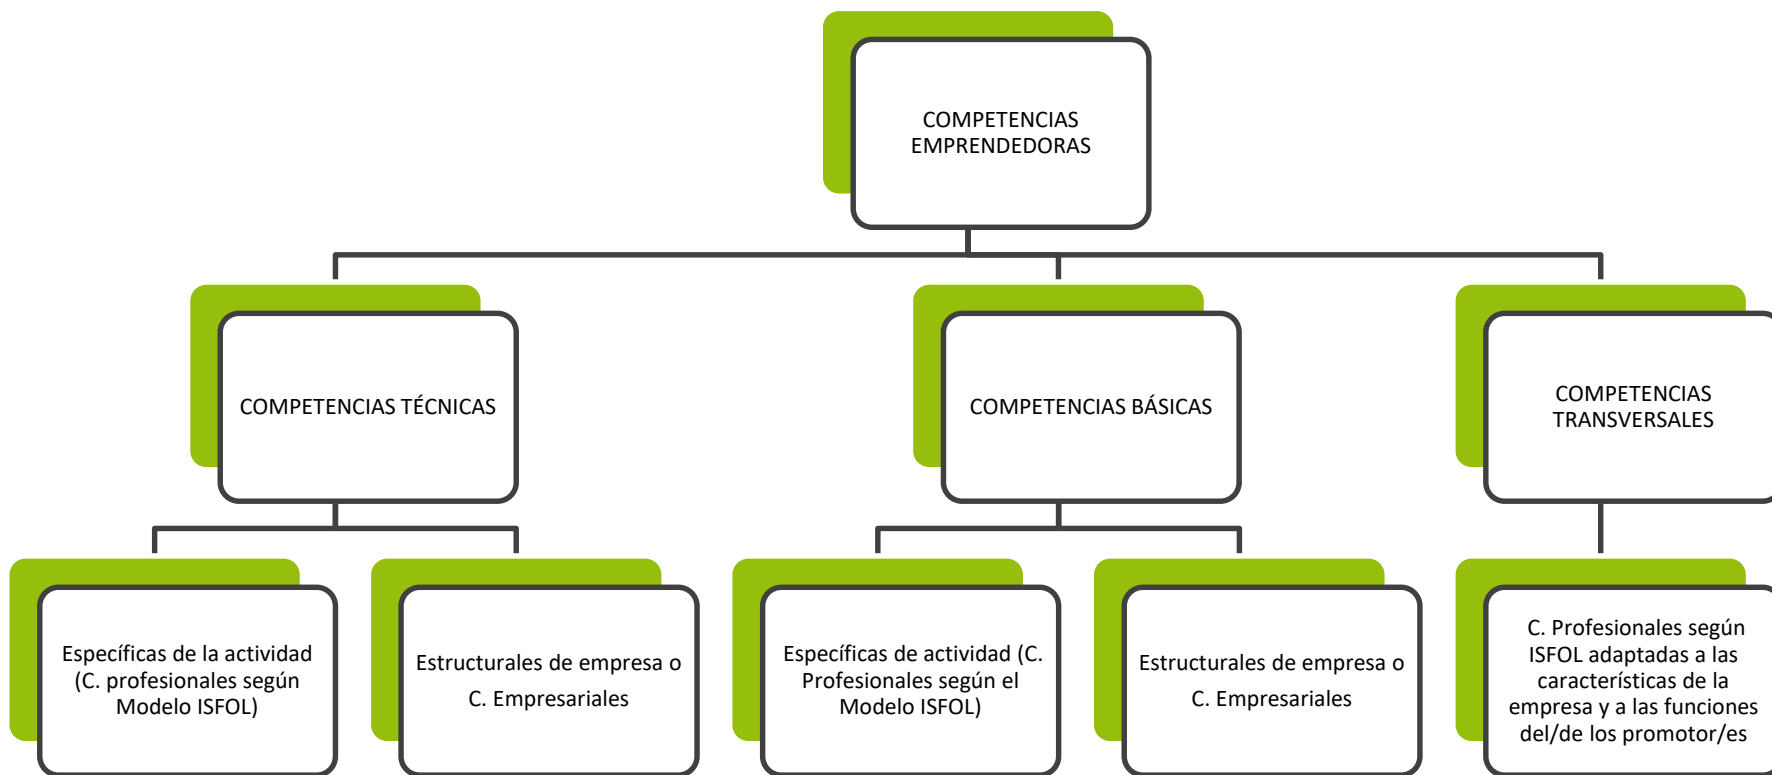 COMPETENCIAS
EMPRENDEDORAS
COMPETENCIAS TÉCNICAS
COMPETENCIAS BÁSICAS
COMPETENCIAS
TRANSVERSALES
Específicas de la actividad
(C. profesionales según
Modelo ISFOL)
Estructurales de empresa o
C. Empresariales
Específicas de actividad (C.
Profesionales según el
Modelo ISFOL)
Estructurales de empresa o
C. Empresariales
C. Profesionales según
ISFOL adaptadas a las
características de la
empresa y a las funciones
del/de los promotor/es